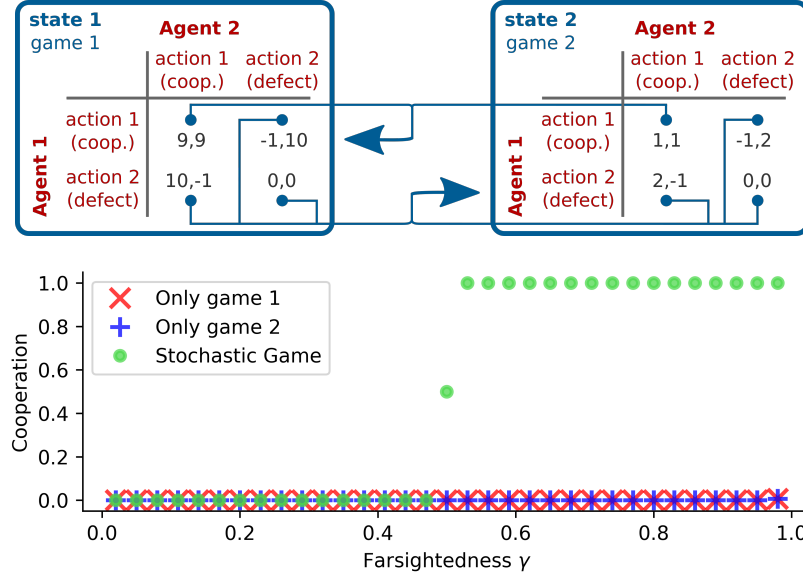 state 1
game 1
Agent 2
action 1
(coop.)
action 2
(defect)
Agent 1
action 1
(coop.)
9,9
-1,10
action 2
(defect)
10,-1
0,0
state 2
game 2
Agent 2
action 1
(coop.)
action 2
(defect)
Agent 1
action 1
(coop.)
1,1
-1,2
action 2
(defect)
2,-1
0,0
Cooperation
1.0
0.8
0.6
0.4
0.2
0.0
Only game 1
Only game 2
Stochastic Game
0.0
0.2
0.4
0.6
0.8
1.0
Farsightedness γ